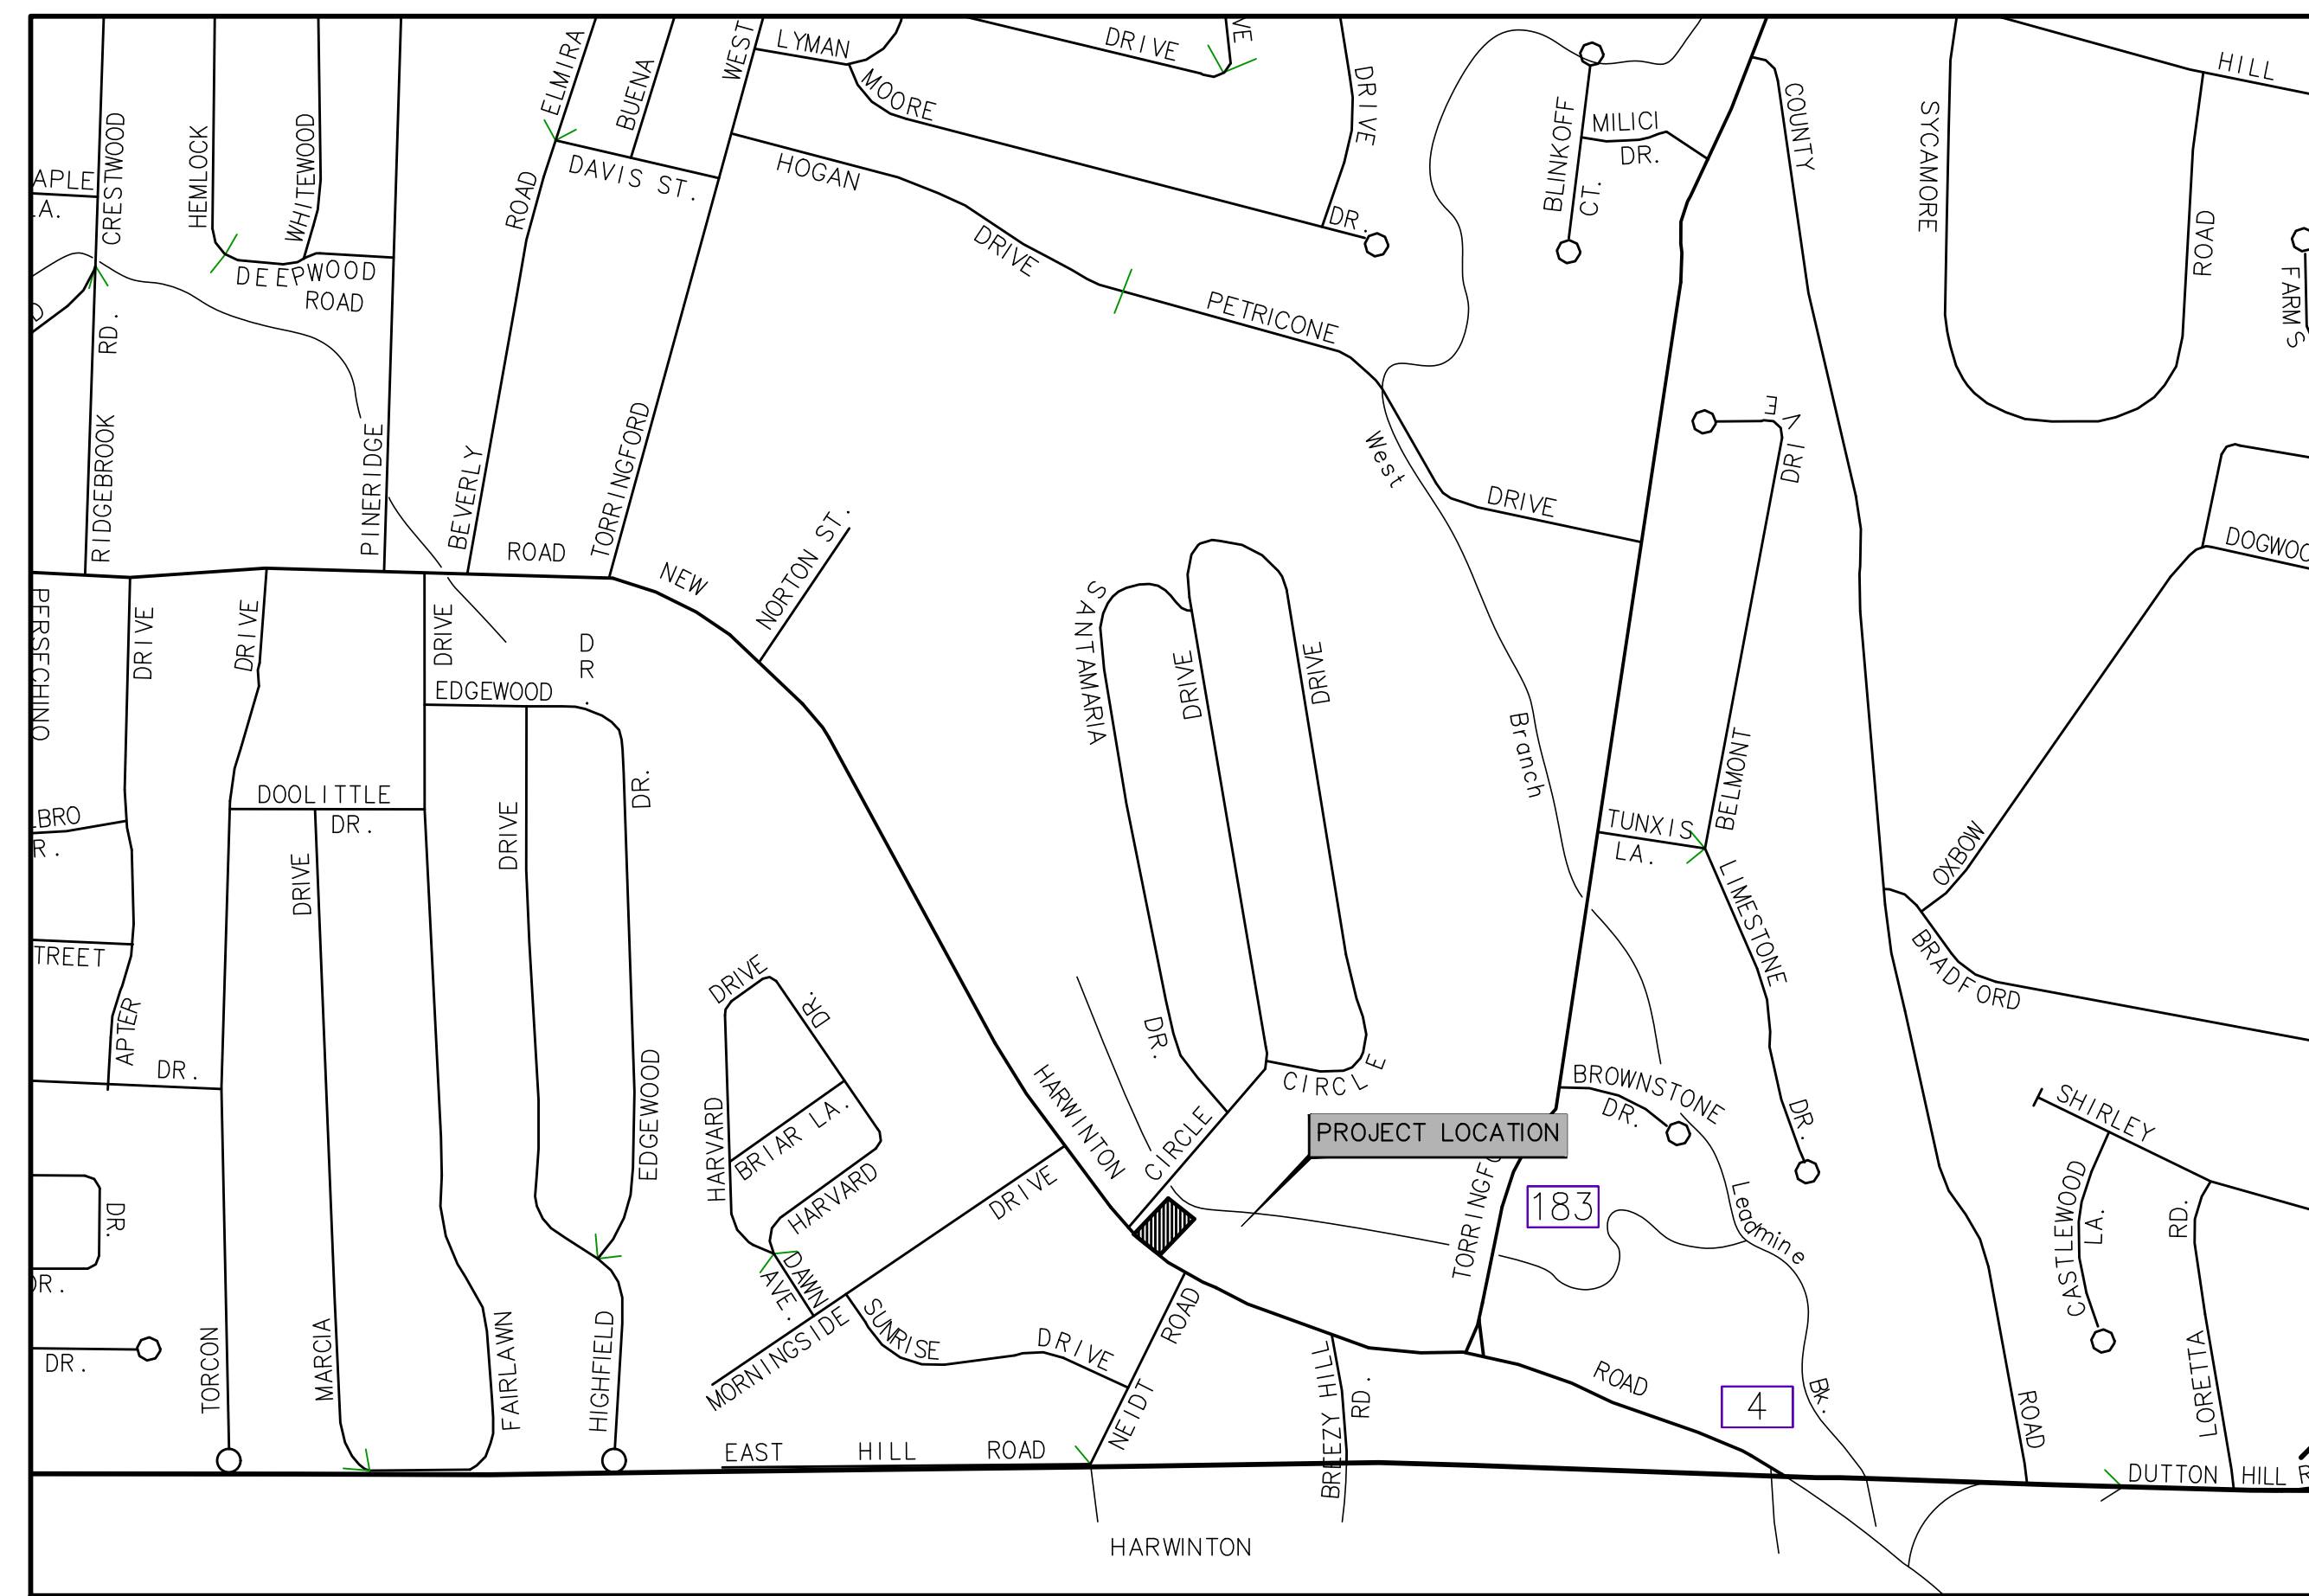 CRESTWOOD
HEMLOCK
WHITEWOOD
ELMIRA
BUENA
WEST
LYMAN
MOORE
DRIVE
VE
DRIVE
BLINKOFF
CT.
MILICI
DR.
COUNTY
SYCAMORE
HILL
ROAD
FARMS
APLE
LA.
DAVIS ST.
HOGAN
DRIVE
DR.
ROAD
DEEPWOOD
ROAD
RD.
PETRICONE
DRIVE
DRIVE
RIDGEBROOK
PINERIDGE
BEVERLY
ROAD
TORRINGFORD
NEW
NORTON ST.
West
Branch
DOGWOO
PERSECHINO
DRIVE
DRIVE
DRIVE
DR.
EDGEWOOD
SANTAMARIA
DRIVE
DRIVE
BELMONT
TUNXIS
LA.
LIMESTONE
OXBOW
BRADFORD
LBRO
R.
DOOLITTLE
DR.
DRIVE
DRIVE
DR.
TREET
APTER
DR.
DRIVE
DR.
DR.
CIRCLE
HARWINTON
CIRCLE
EDGEWOOD
HARVARD
BRIAR LA.
HARVARD
DRIVE
PROJECT LOCATION
BROWNSTONE
DR.
DR.
SHIRLEY
CASTLEWOOD
LA.
RD.
183
TORRINGFO
Leadmine
DR.
DR.
DR.
TORCON
MARCIA
FAIRLAWN
HIGHFIELD
DAWN
AVE.
MORNINGSIDE
SUNRISE
DRIVE
ROAD
NEIDT
BREEZY HILL
RD.
ROAD
4
BK.
ROAD
LORETTA
EAST HILL ROAD
DUTTON HILL R
HARWINTON